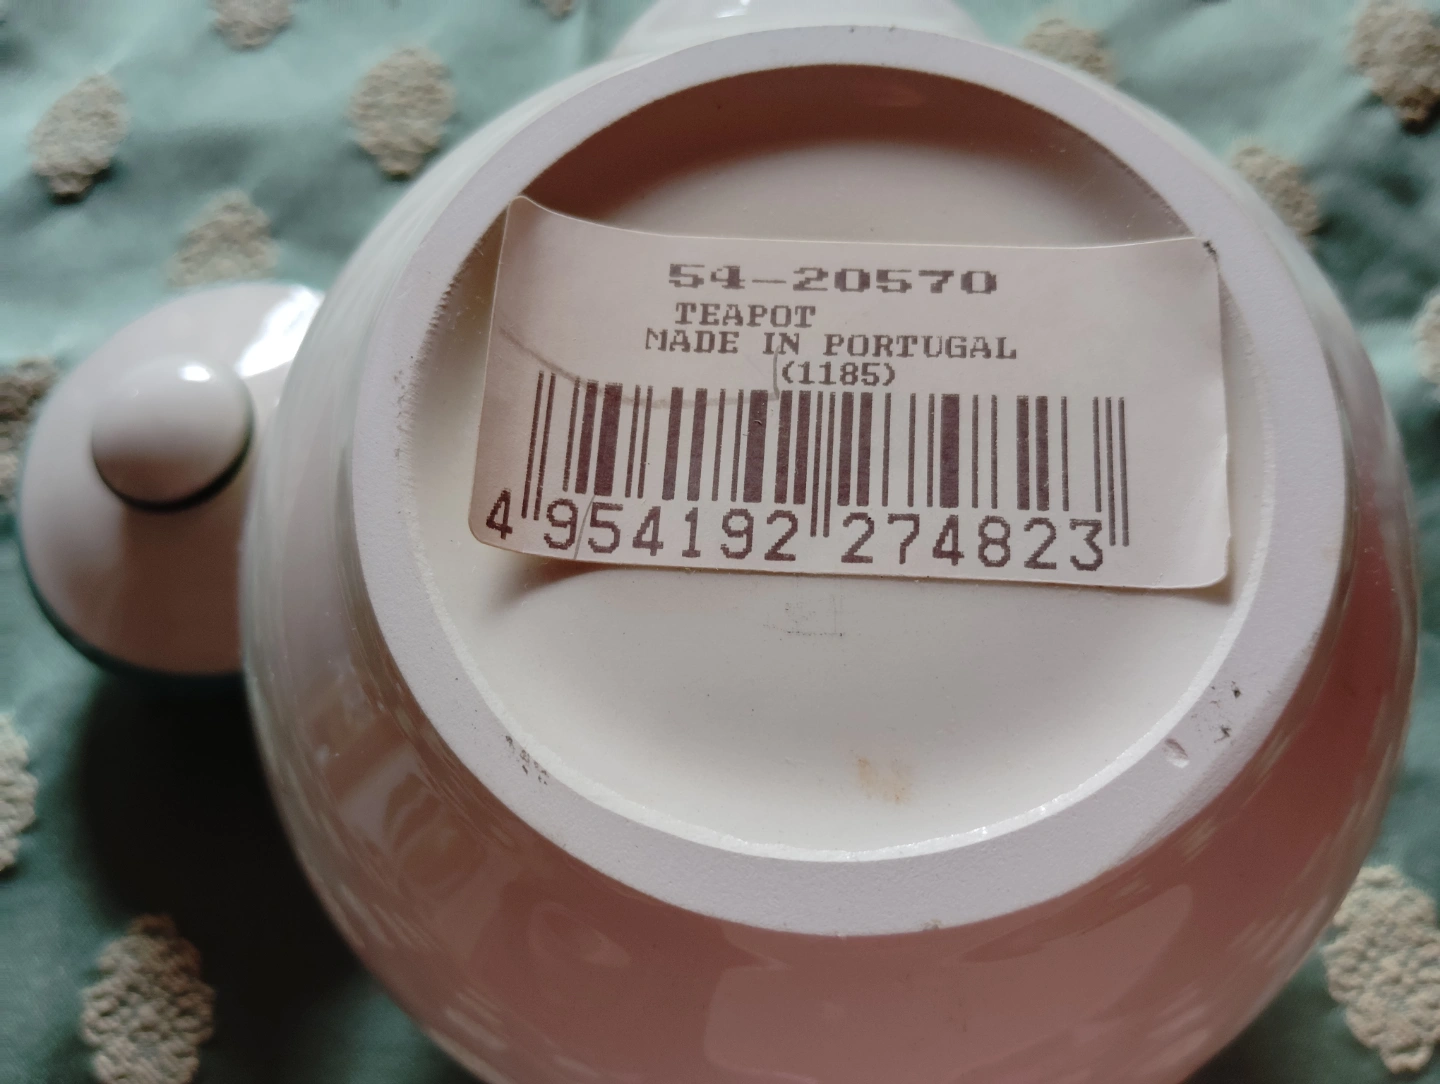 54-20570
TEAPOT
MADE IN PORTUGAL
(1185)
4 954192 274823